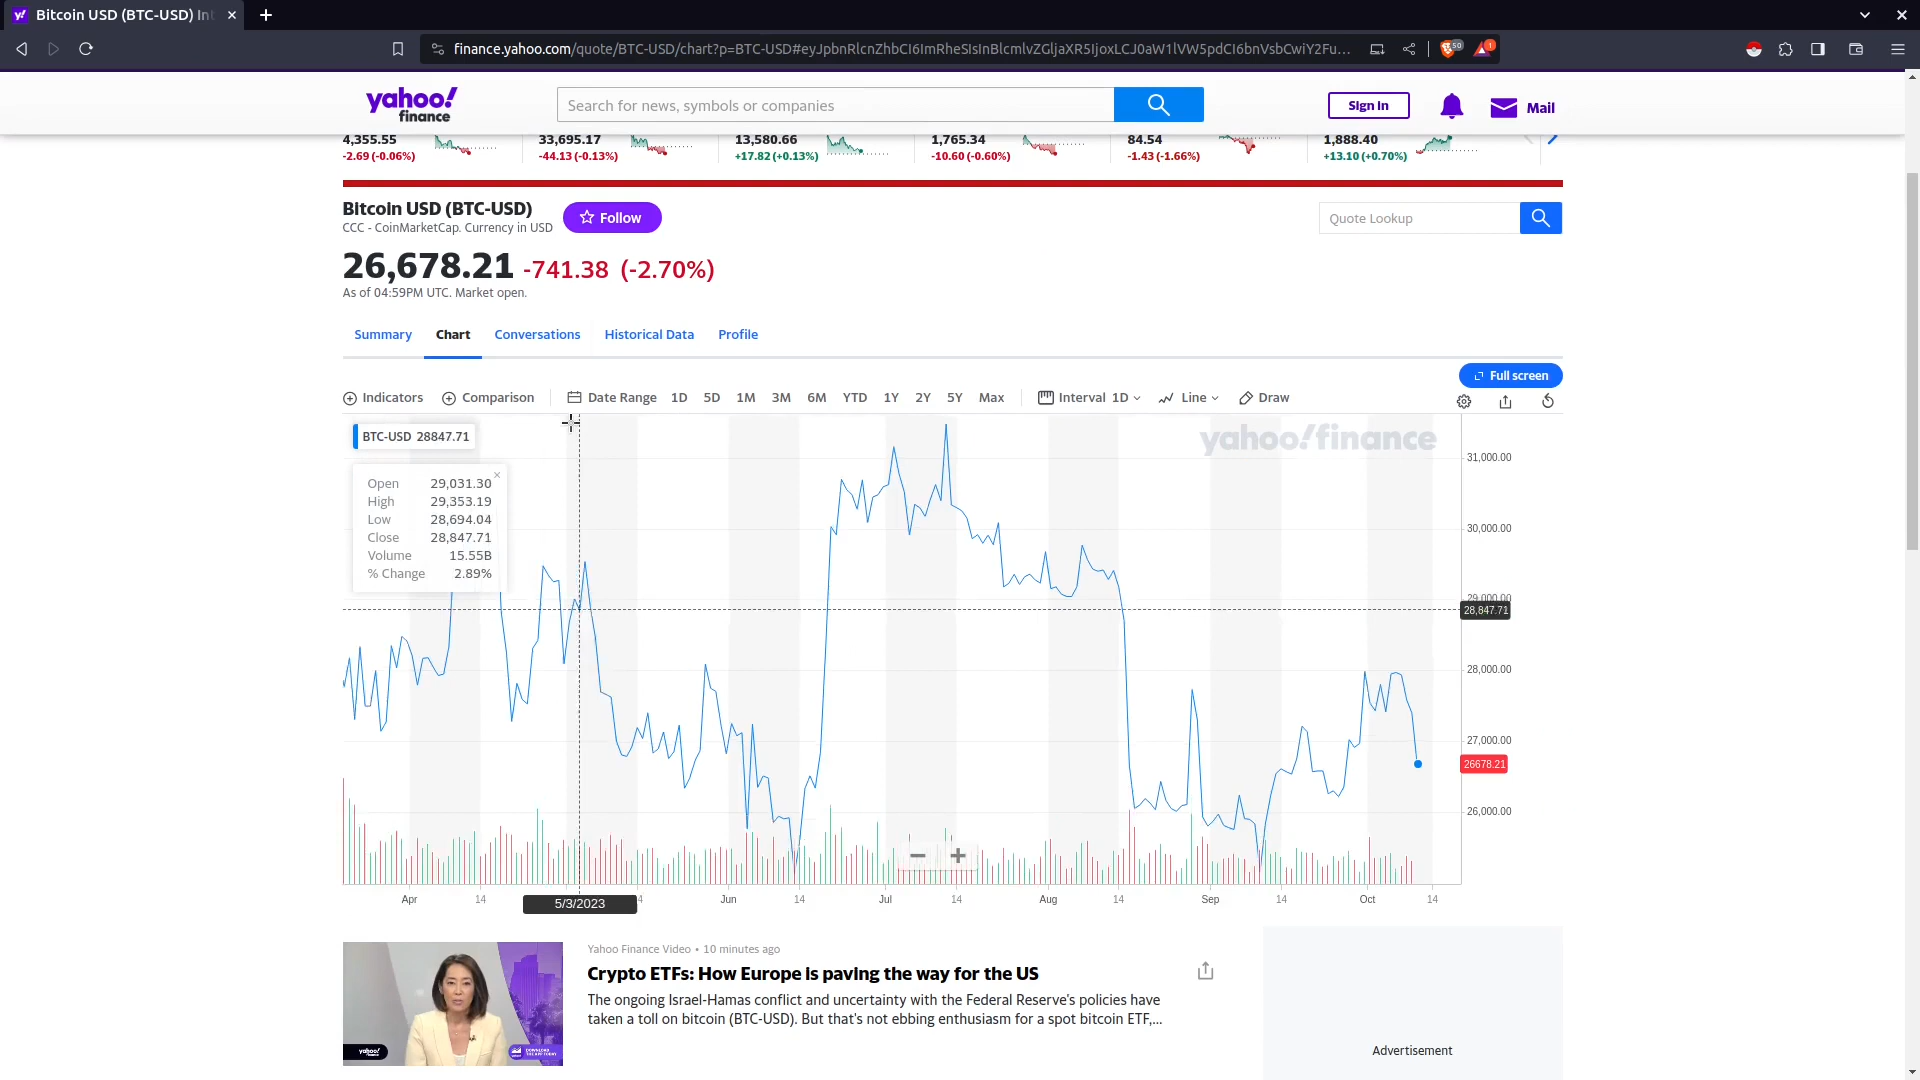 Bitcoin USD (BTC-USD) In
finance.yahoo.com/quote/BTC-USD/chart?p=BTC-USD#eyJpbnRlcnZhbCI6ImRheSIsInBlcmlvZGljaXR5IjoxLCJ0aW1lVW5pdCI6bnVsbCwiY2Fu...
50
1
yahoo!
finance
Search for news, symbols or companies
Sign in
Mail
4,355.55 33,695.17 13,580.66 1,765.34 84.54 1,888.40
-2.69 (-0.06%) -44.13 (-0.13%) +17.82 (+0.13%) -10.60 (-0.60%) -1.43 (-1.66%) +13.10 (+0.70%)
Bitcoin USD (BTC-USD)
CCC - CoinMarketCap. Currency in USD
Follow
Quote Lookup
26,678.21 -741.38 (-2.70%)
As of 04:59PM UTC. Market open.
Summary Chart Conversations Historical Data Profile
Full screen
Indicators Comparison Date Range 1D 5D 1M 3M 6M YTD 1Y 2Y 5Y Max Interval 1D Line Draw
BTC-USD 28847.71
yahoo!finance
Open 29,031.30
High 29,353.19
Low 28,694.04
Close 28,847.71
Volume 15.55B
% Change 2.89%
31,000.00
30,000.00
29,000.00
28,847.71
28,000.00
27,000.00
26678.21
26,000.00
Apr 14 5/3/2023 4 Jun 14 Jul 14 Aug 14 Sep 14 Oct 14
Yahoo Finance Video • 10 minutes ago
Crypto ETFs: How Europe is paving the way for the US
The ongoing Israel-Hamas conflict and uncertainty with the Federal Reserve's policies have
taken a toll on bitcoin (BTC-USD). But that's not ebbing enthusiasm for a spot bitcoin ETF,...
yahoo!
Advertisement